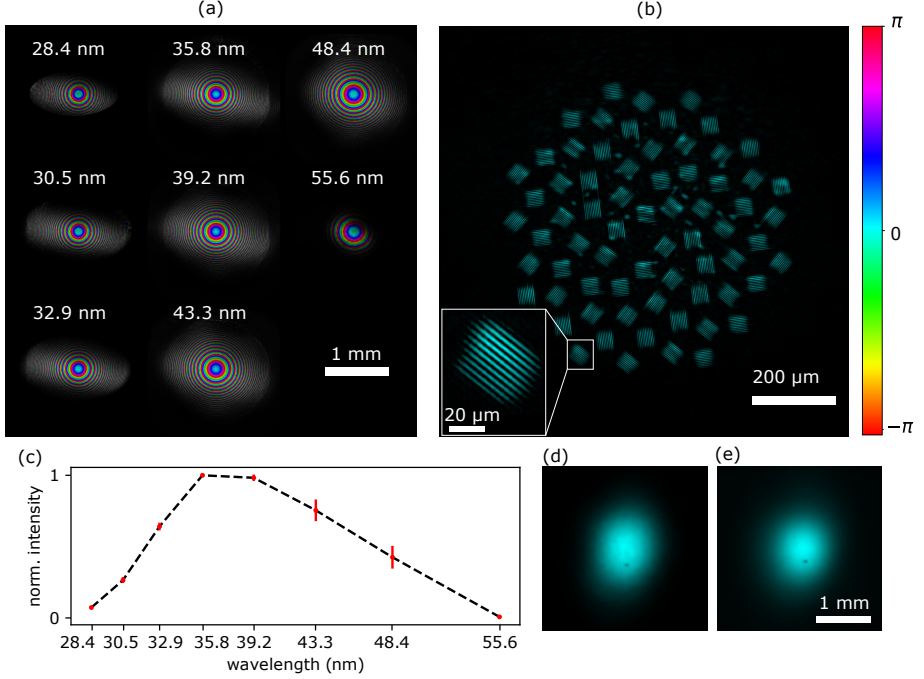 (a)
28.4 nm 35.8 nm 48.4 nm
30.5 nm 39.2 nm 55.6 nm
32.9 nm 43.3 nm
1 mm
(b)
20 μm
200 μm
π
0
−π
(c)
norm. intensity
1
0
28.4 30.5 32.9 35.8 39.2 43.3 48.4 55.6
wavelength (nm)
(d)
(e)
1 mm